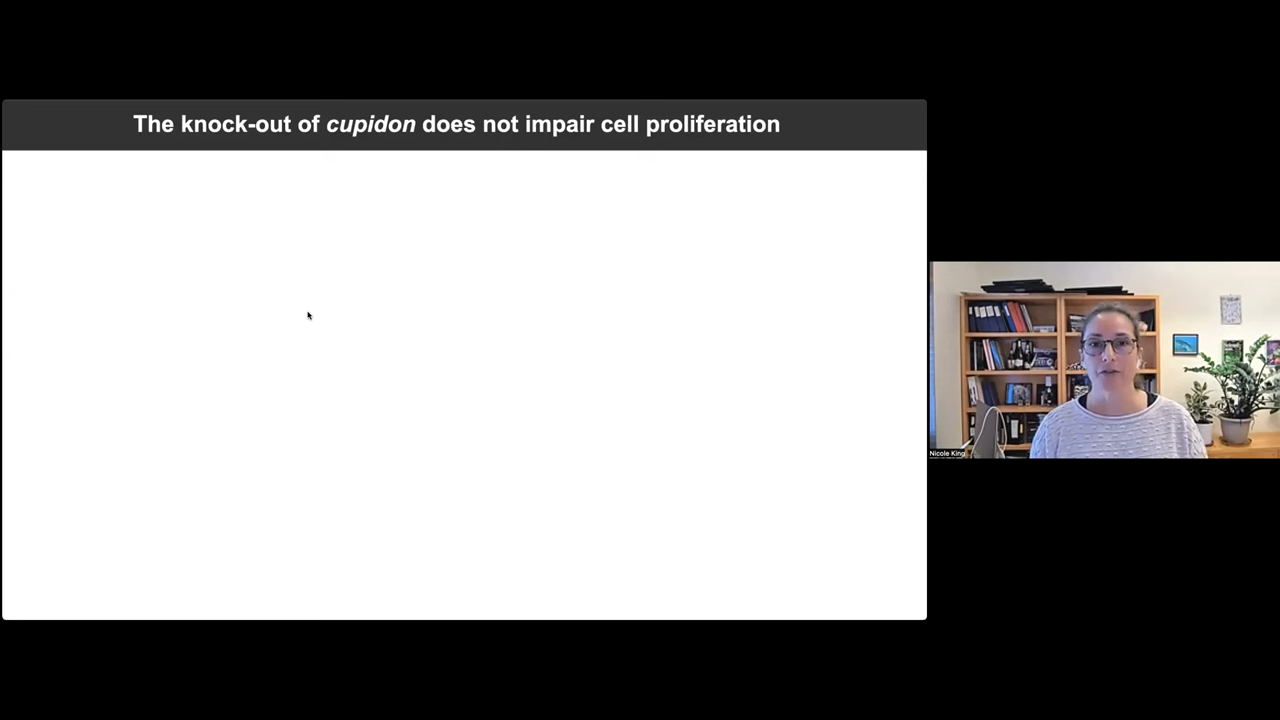 The knock-out of cupidon does not impair cell proliferation
Nicole King